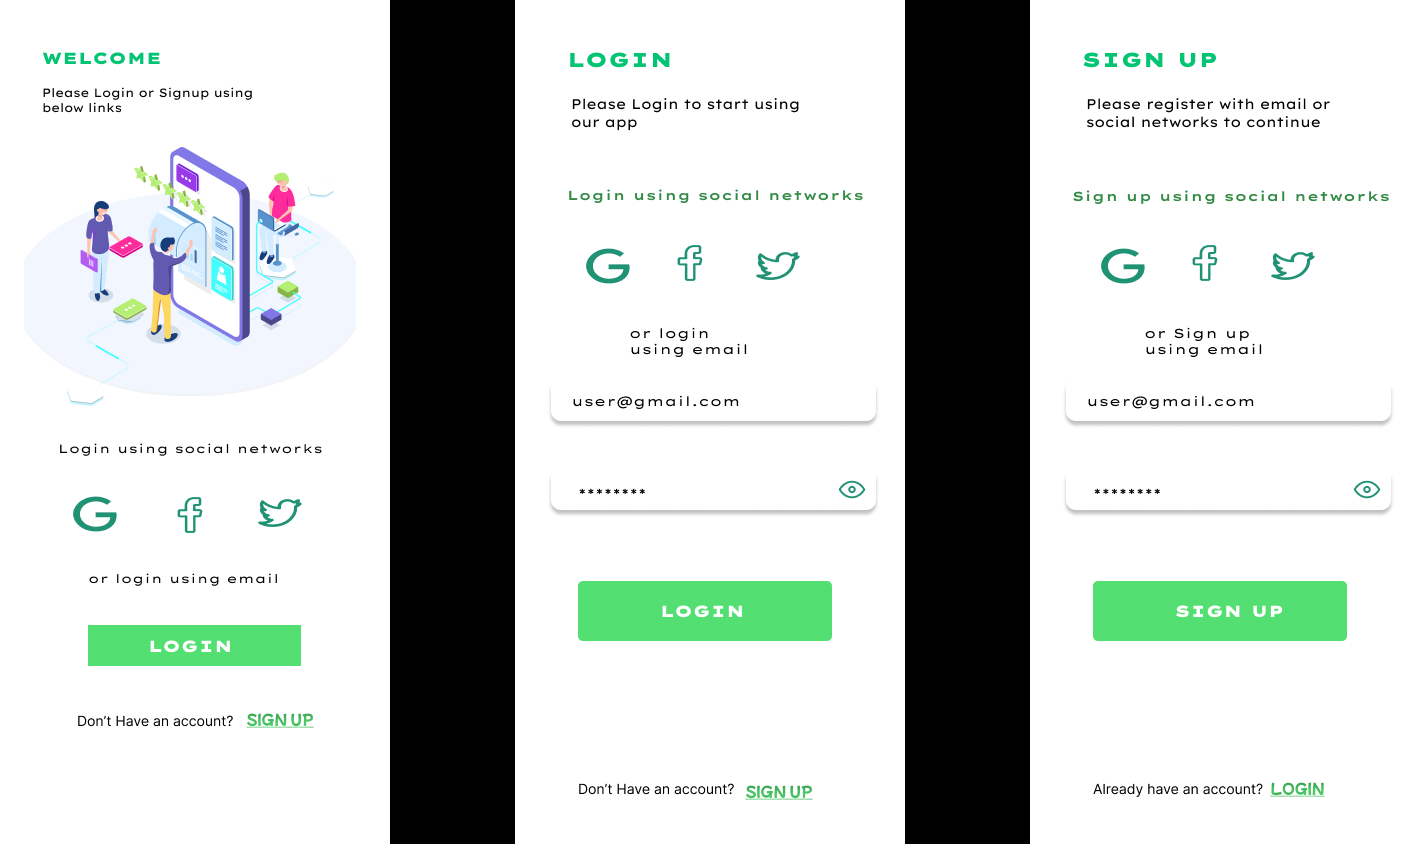 WELCOME
Please Login or Signup using
below links
Login using social networks
or login using email
LOGIN
Don’t Have an account? SIGN UP
LOGIN
Please Login to start using
our app
Login using social networks
or login
using email
user@gmail.com
********
LOGIN
Don’t Have an account? SIGN UP
SIGN UP
Please register with email or
social networks to continue
Sign up using social networks
or Sign up
using email
user@gmail.com
********
SIGN UP
Already have an account? LOGIN